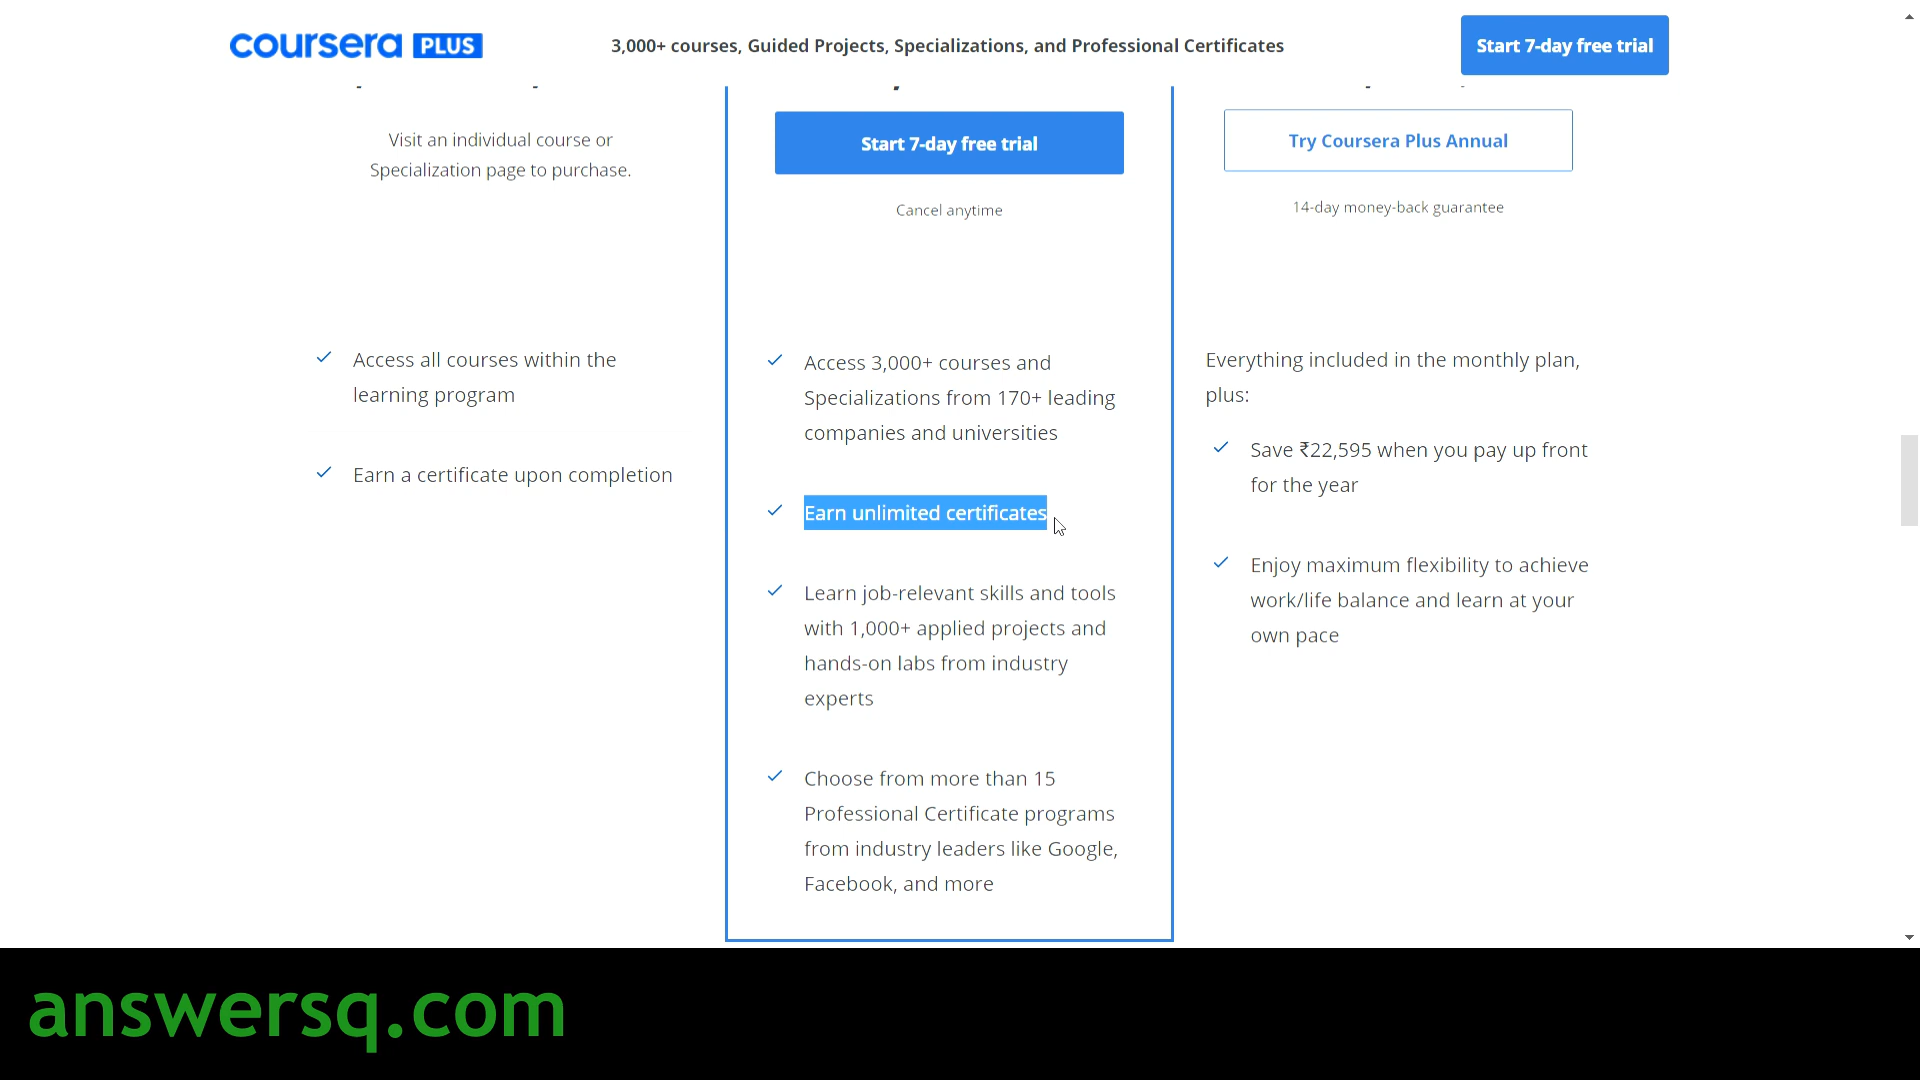 coursera PLUS
3,000+ courses, Guided Projects, Specializations, and Professional Certificates
Start 7-day free trial
Visit an individual course or
Specialization page to purchase.
Start 7-day free trial
Cancel anytime
Try Coursera Plus Annual
14-day money-back guarantee
Access all courses within the
learning program
Earn a certificate upon completion
Access 3,000+ courses and
Specializations from 170+ leading
companies and universities
Earn unlimited certificates
Learn job-relevant skills and tools
with 1,000+ applied projects and
hands-on labs from industry
experts
Choose from more than 15
Professional Certificate programs
from industry leaders like Google,
Facebook, and more
Everything included in the monthly plan,
plus:
Save ₹22,595 when you pay up front
for the year
Enjoy maximum flexibility to achieve
work/life balance and learn at your
own pace
answersq.com